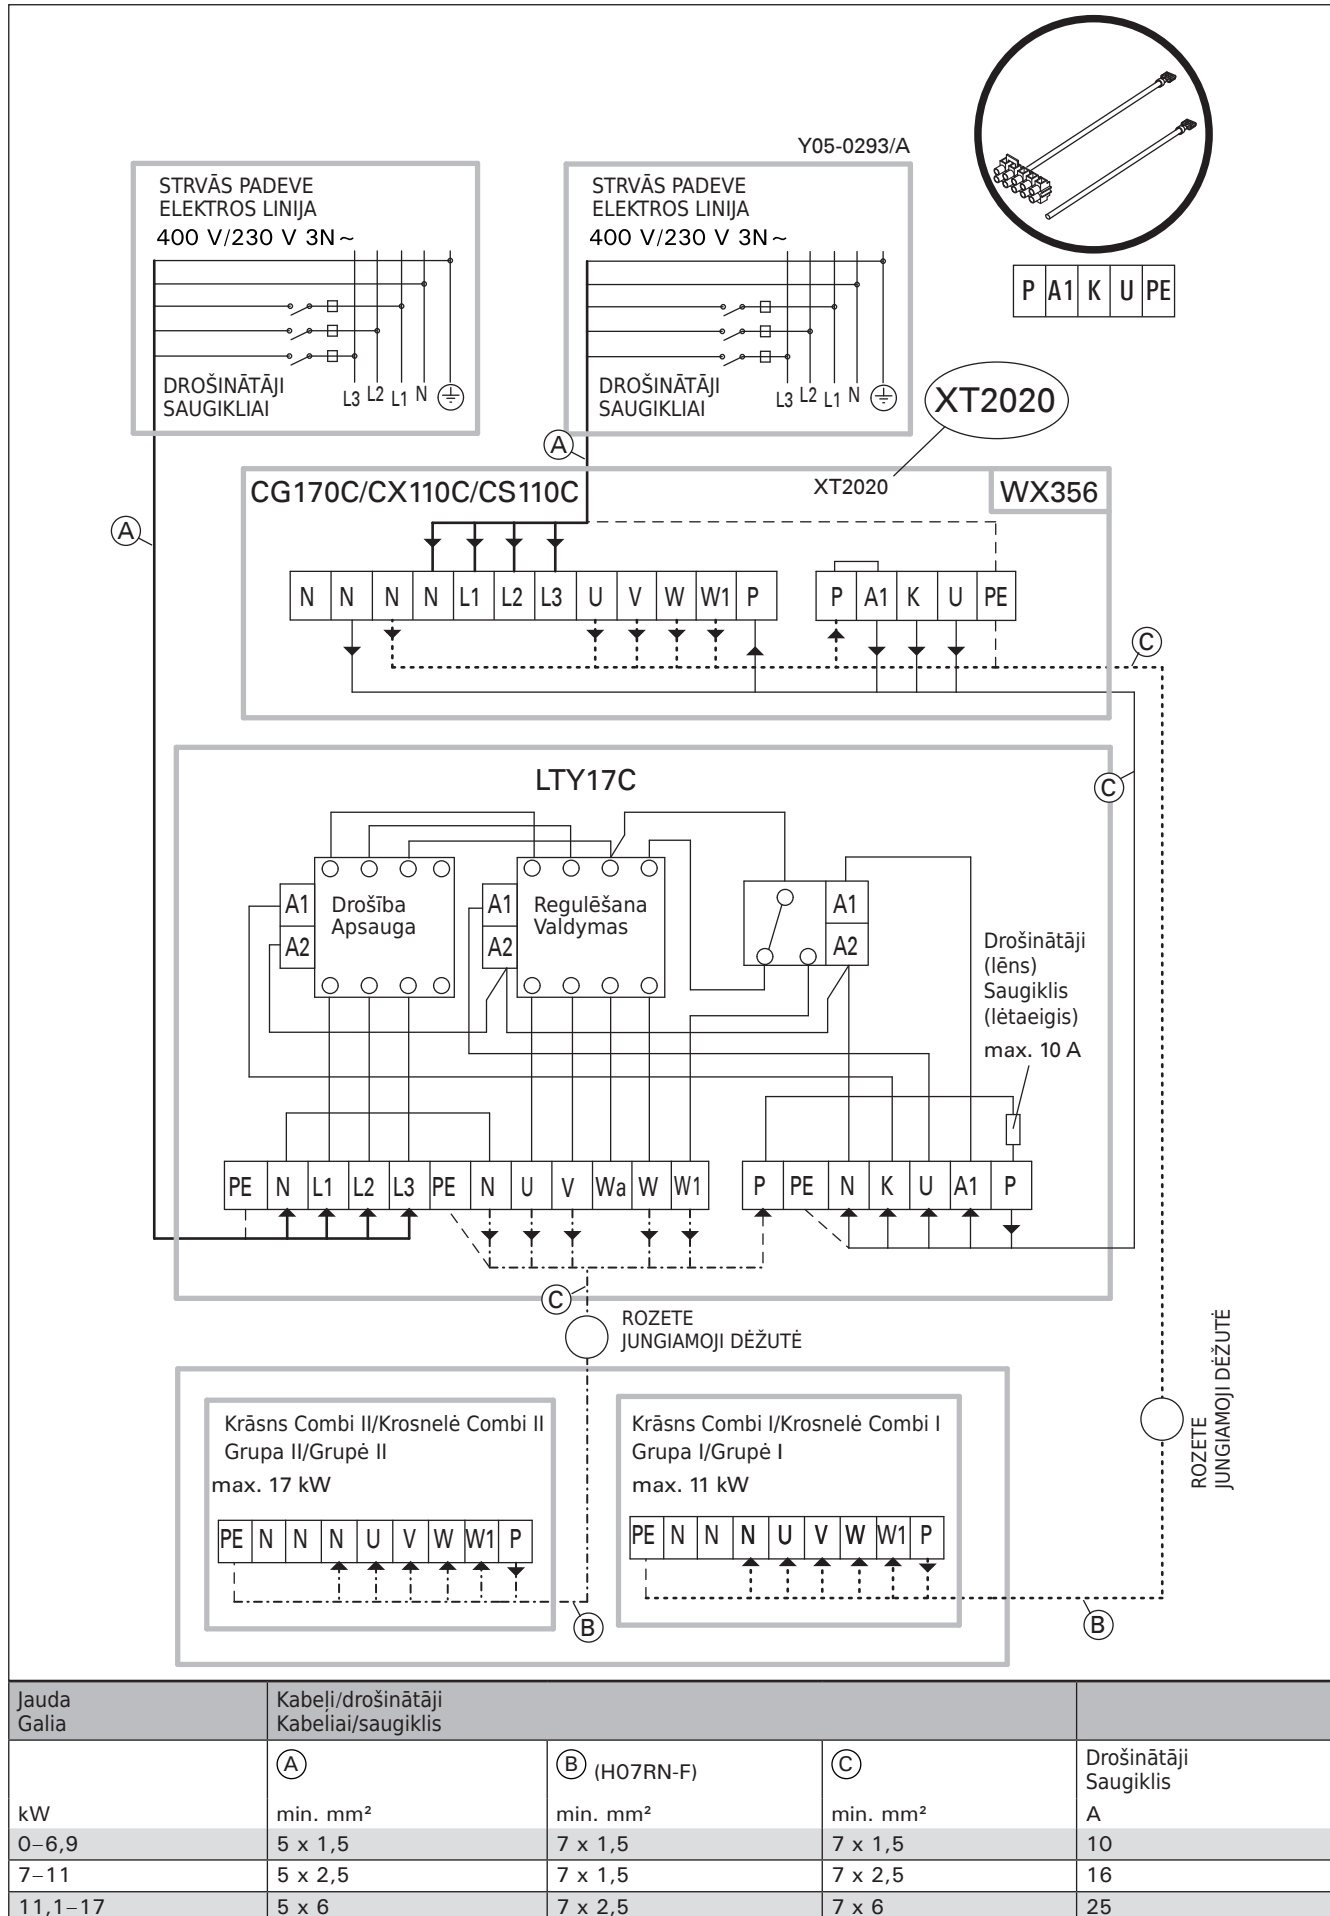 Y05-0293/A
STRVĀS PADEVE
ELEKTROS LINIJA
400 V/230 V 3N~
DROŠINĀTĀJI
SAUGIKLIAI
L3 L2 L1 N
STRVĀS PADEVE
ELEKTROS LINIJA
400 V/230 V 3N~
DROŠINĀTĀJI
SAUGIKLIAI
L3 L2 L1 N
P A1 K U PE
XT2020
A
A
CG170C/CX110C/CS110C
XT2020
WX356
N N N N L1 L2 L3 U V W W1 P
P A1 K U PE
C
LTY17C
C
A1
A2
Drošība
Apsauga
A1
A2
Regulēšana
Valdymas
A1
A2
Drošinātāji
(lēns)
Saugiklis
(lėtaeigis)
max. 10 A
PE N L1 L2 L3 PE N U V Wa W W1
P PE N K U A1 P
C
ROZETE
JUNGIAMOJI DĖŽUTĖ
ROZETE
JUNGIAMOJI DĖŽUTĖ
Krāsns Combi II/Krosnelė Combi II
Grupa II/Grupė II
max. 17 kW
PE N N N U V W W1 P
B
Krāsns Combi I/Krosnelė Combi I
Grupa I/Grupė I
max. 11 kW
PE N N N U V W W1 P
B
Jauda
Galia
Kabeļi/drošinātāji
Kabeliai/saugiklis
A
B (H07RN-F)
C
Drošinātāji
Saugiklis
kW min. mm² min. mm² min. mm² A
0–6,9 5 x 1,5 7 x 1,5 7 x 1,5 10
7–11 5 x 2,5 7 x 1,5 7 x 2,5 16
11,1–17 5 x 6 7 x 2,5 7 x 6 25